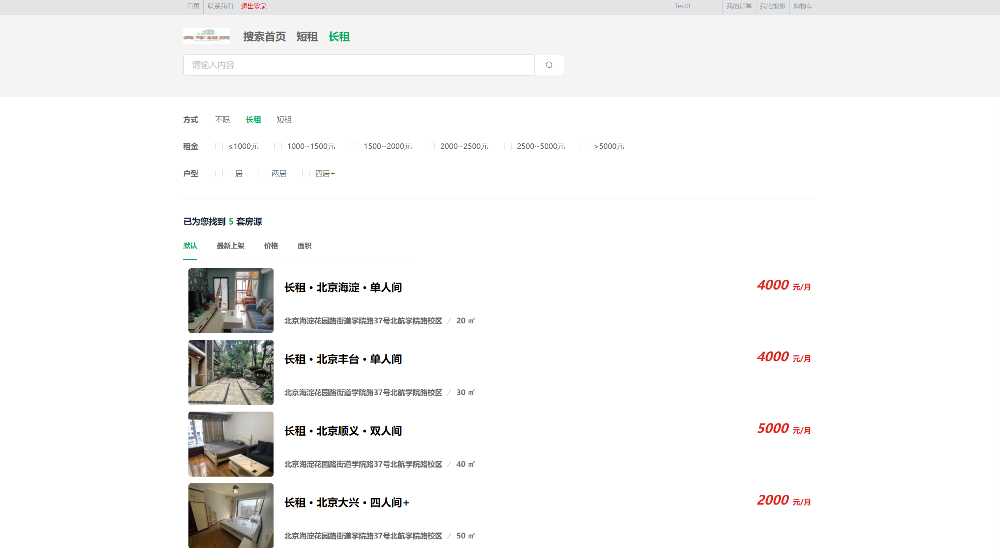 首页 联系我们 退出登录 Test0 我的订单 我的报修 购物车
青年租房 搜索首页 短租 长租
请输入内容
方式 不限 长租 短租
租金 ≤1000元 1000~1500元 1500~2000元 2000~2500元 2500~5000元 >5000元
户型 一居 两居 四居+
已为您找到 5 套房源
默认 最新上架 价格 面积
长租·北京海淀·单人间 4000 元/月
北京海淀花园路街道学院路37号北航学院路校区 / 20 ㎡
长租·北京丰台·单人间 4000 元/月
北京海淀花园路街道学院路37号北航学院路校区 / 30 ㎡
长租·北京顺义·双人间 5000 元/月
北京海淀花园路街道学院路37号北航学院路校区 / 40 ㎡
长租·北京大兴·四人间+ 2000 元/月
北京海淀花园路街道学院路37号北航学院路校区 / 50 ㎡